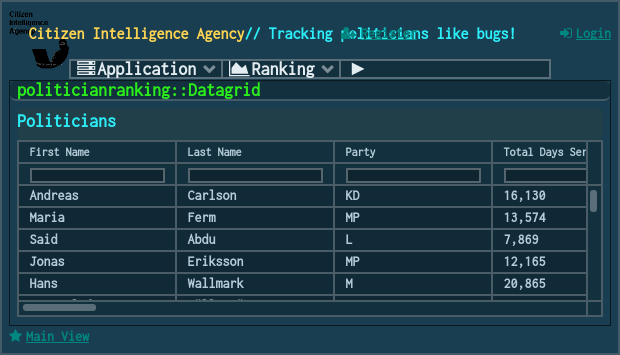 Citizen
Intelligence
Agency
Citizen Intelligence Agency// Tracking politicians like bugs!
Login
Application Ranking
politicianranking::Datagrid
Politicians
First Name Last Name Party Total Days Ser
Andreas Carlson KD 16,130
Maria Ferm MP 13,574
Said Abdu L 7,869
Jonas Eriksson MP 12,165
Hans Wallmark M 20,865
Main View